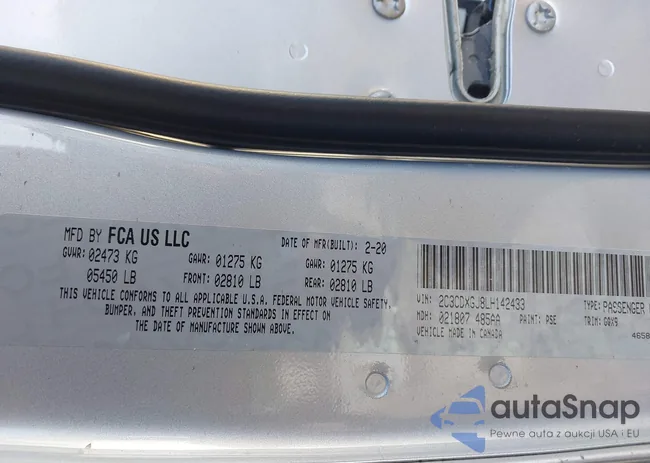 MFD BY FCA US LLC
DATE OF MFR(BUILT): 2-20
GVWR: 02473 KG
GAWR: 01275 KG
GAWR: 01275 KG
05450 LB
FRONT: 02810 LB
REAR: 02810 LB
THIS VEHICLE CONFORMS TO ALL APPLICABLE U.S.A. FEDERAL MOTOR VEHICLE SAFETY,
BUMPER, AND THEFT PREVENTION STANDARDS IN EFFECT ON
THE DATE OF MANUFACTURE SHOWN ABOVE.
VIN: 2C3CDXGJ8LH142433
TYPE: PASSENGER
MDH: 021807 485AA
PAINT: PSE
TRIM: G8X9
VEHICLE MADE IN CANADA
4658
autaSnap
Pewne auta z aukcji USA i EU